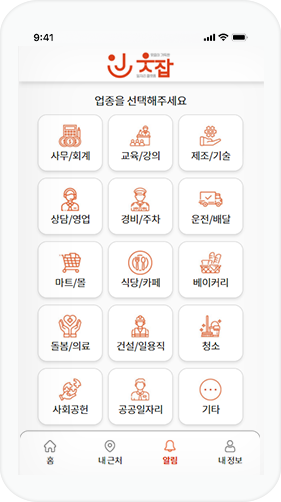 9:41
굿잡
업종을 선택해주세요
사무/회계 교육/강의 제조/기술
상담/영업 경비/주차 운전/배달
마트/몰 식당/카페 베이커리
돌봄/의료 건설/일용직 청소
사회공헌 공공일자리 기타
홈 내 근처 알림 내 정보